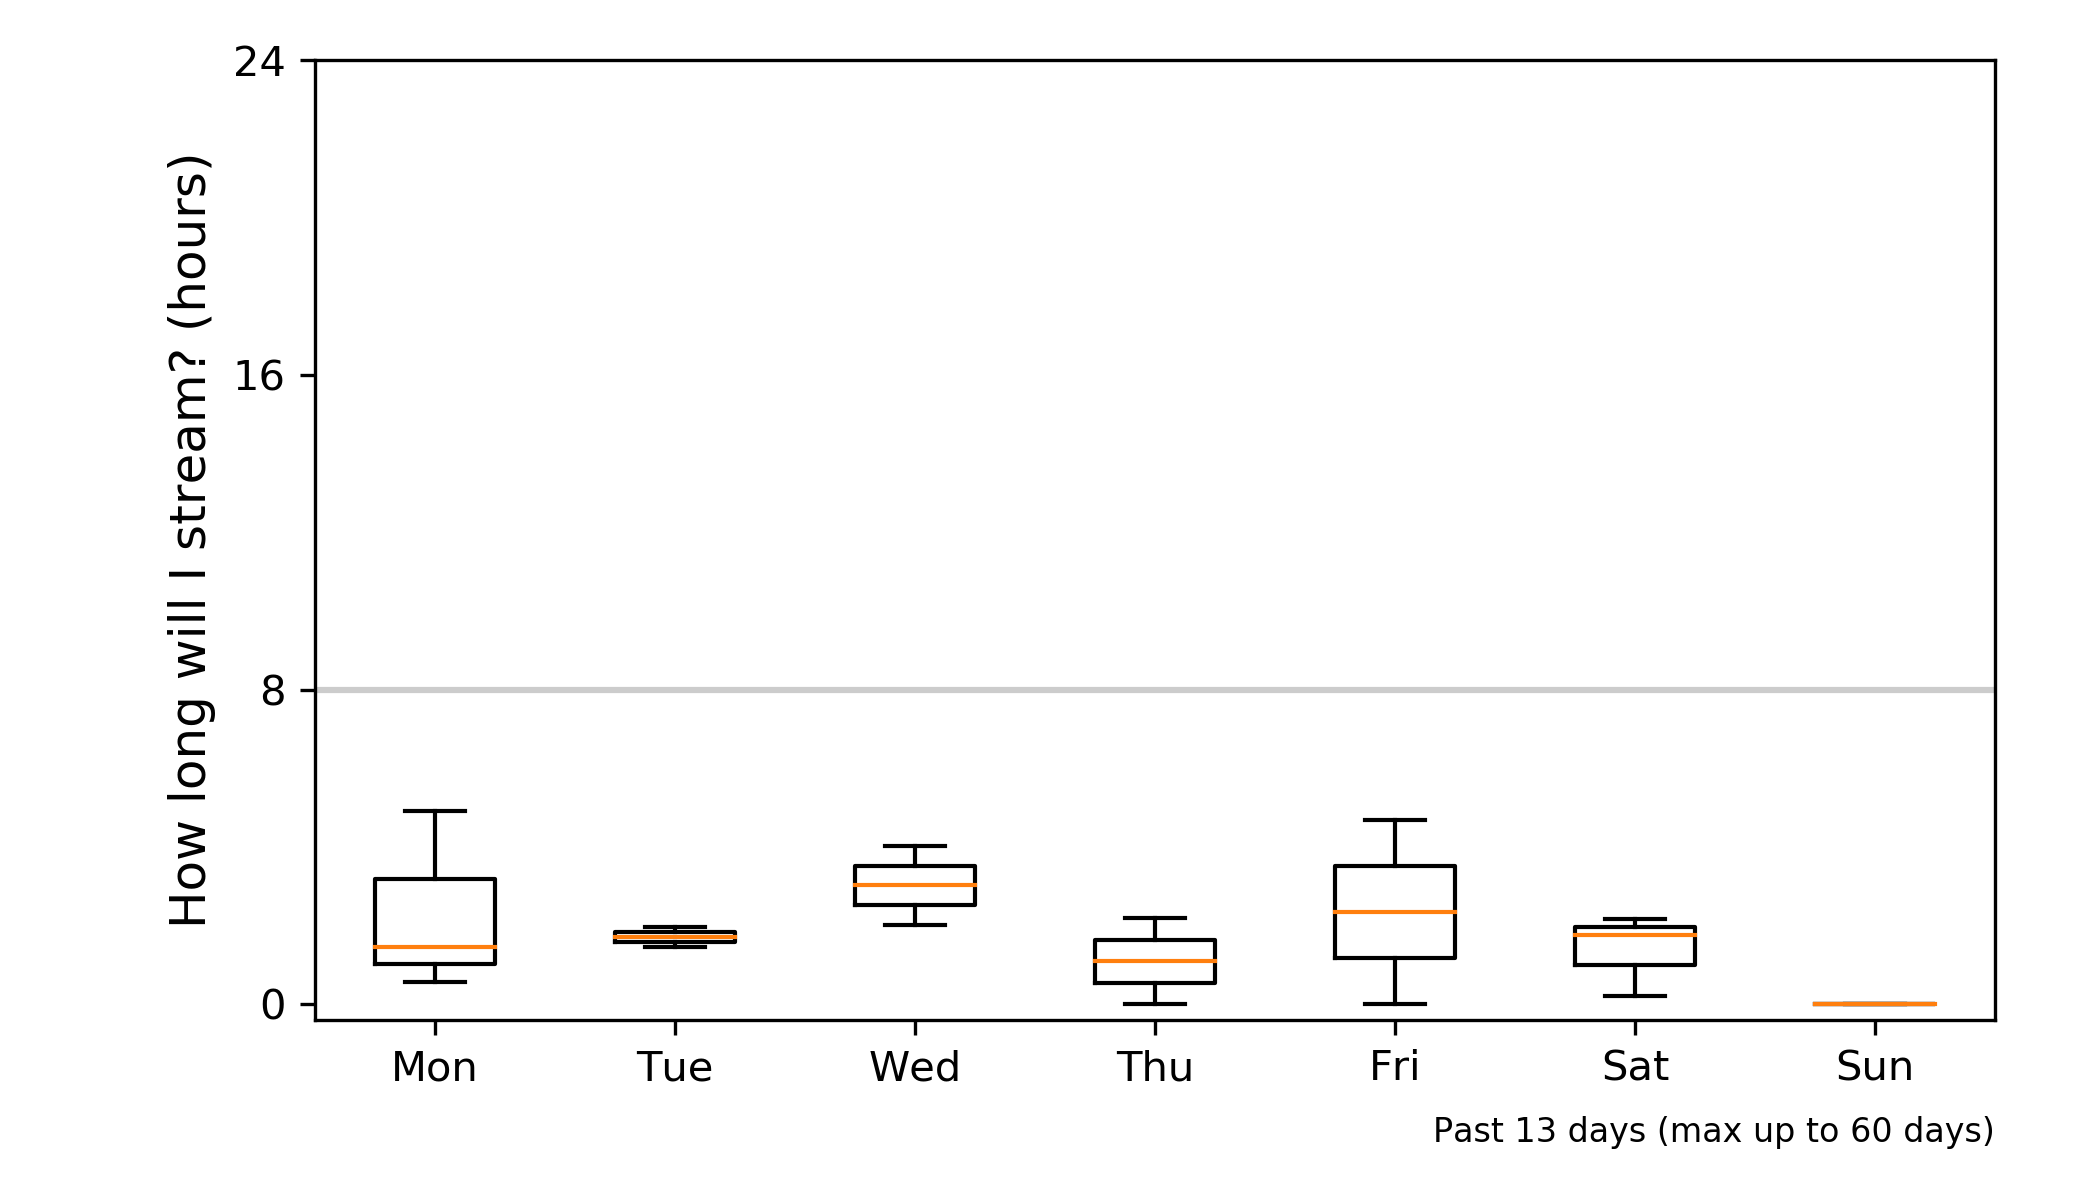 How long will I stream? (hours)
24
16
8
0
Mon Tue Wed Thu Fri Sat Sun
Past 13 days (max up to 60 days)